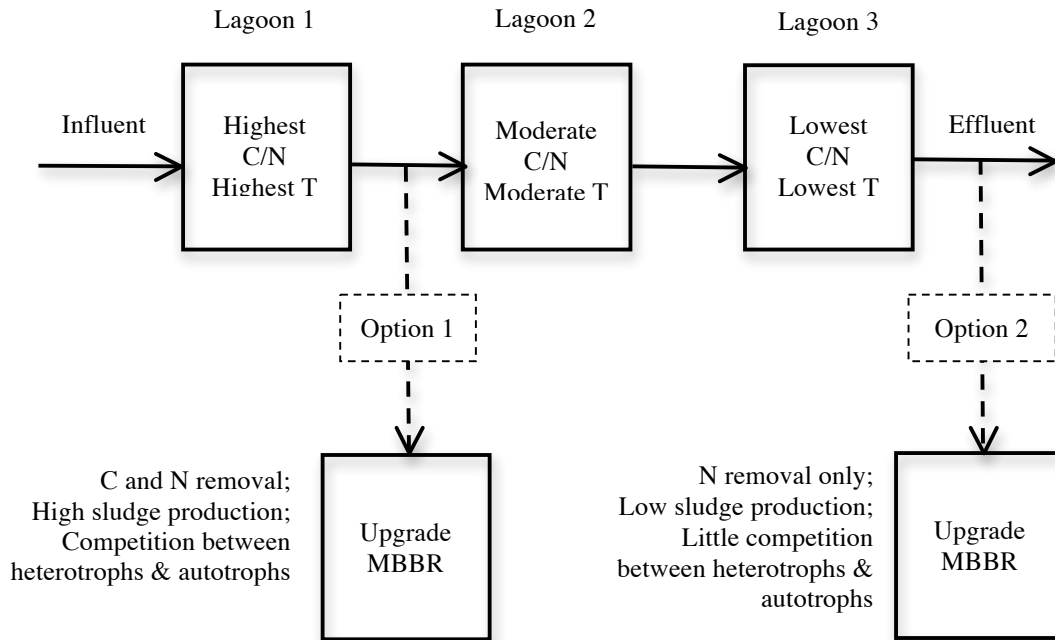 Lagoon 1
Lagoon 2
Lagoon 3
Influent
Highest
C/N
Highest T
Moderate
C/N
Moderate T
Lowest
C/N
Lowest T
Effluent
Option 1
Option 2
C and N removal;
High sludge production;
Competition between
heterotrophs & autotrophs
Upgrade
MBBR
N removal only;
Low sludge production;
Little competition
between heterotrophs &
autotrophs
Upgrade
MBBR